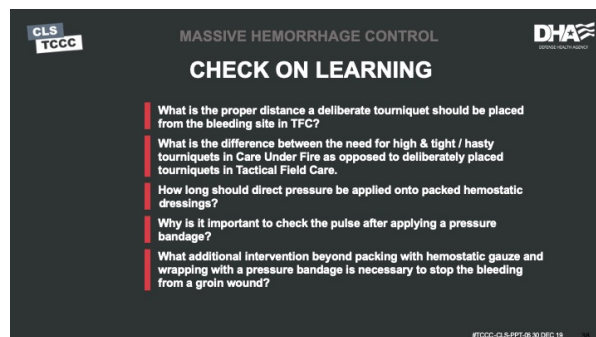 CLS
TCCC
MASSIVE HEMORRHAGE CONTROL
DHA
DEFENSE HEALTH AGENCY
CHECK ON LEARNING
What is the proper distance a deliberate tourniquet should be placed
from the bleeding site in TFC?
What is the difference between the need for high & tight / hasty
tourniquets in Care Under Fire as opposed to deliberately placed
tourniquets in Tactical Field Care.
How long should direct pressure be applied onto packed hemostatic
dressings?
Why is it important to check the pulse after applying a pressure
bandage?
What additional intervention beyond packing with hemostatic gauze and
wrapping with a pressure bandage is necessary to stop the bleeding
from a groin wound?
#TCCC-CLS-PPT-06 30 DEC 19